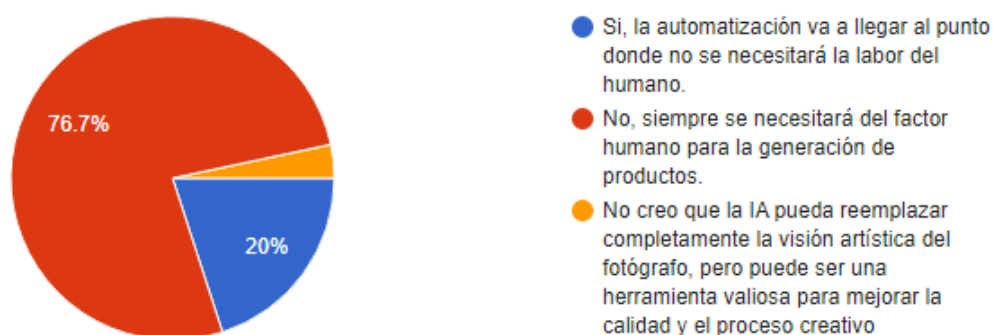 76.7%
20%
Si, la automatización va a llegar al punto
donde no se necesitará la labor del
humano.
No, siempre se necesitará del factor
humano para la generación de
productos.
No creo que la IA pueda reemplazar
completamente la visión artística del
fotógrafo, pero puede ser una
herramienta valiosa para mejorar la
calidad y el proceso creativo